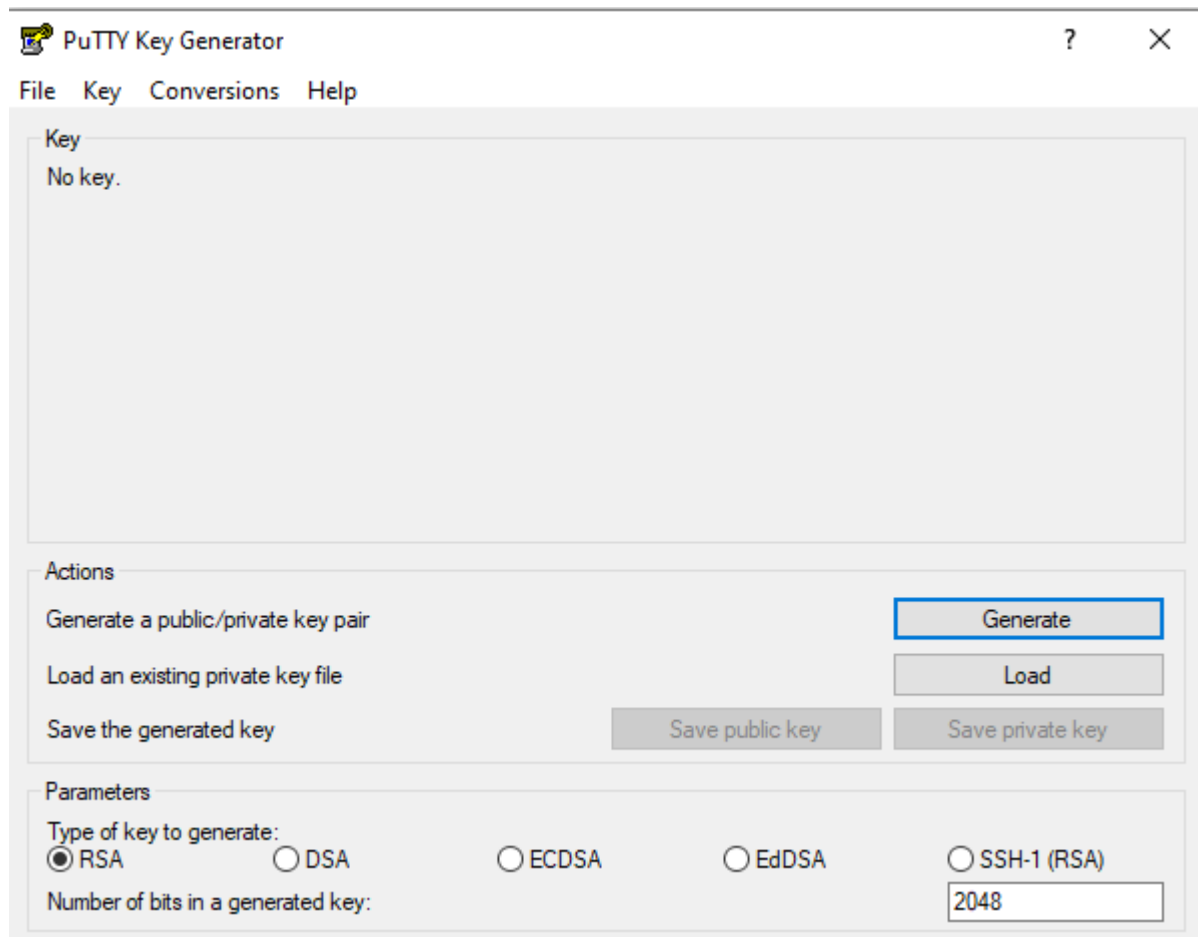 PuTTY Key Generator ?
File Key Conversions Help
Key
No key.
Actions
Generate a public/private key pair Generate
Load an existing private key file Load
Save the generated key Save public key Save private key
Parameters
Type of key to generate:
RSA DSA ECDSA EdDSA SSH-1 (RSA)
Number of bits in a generated key: 2048